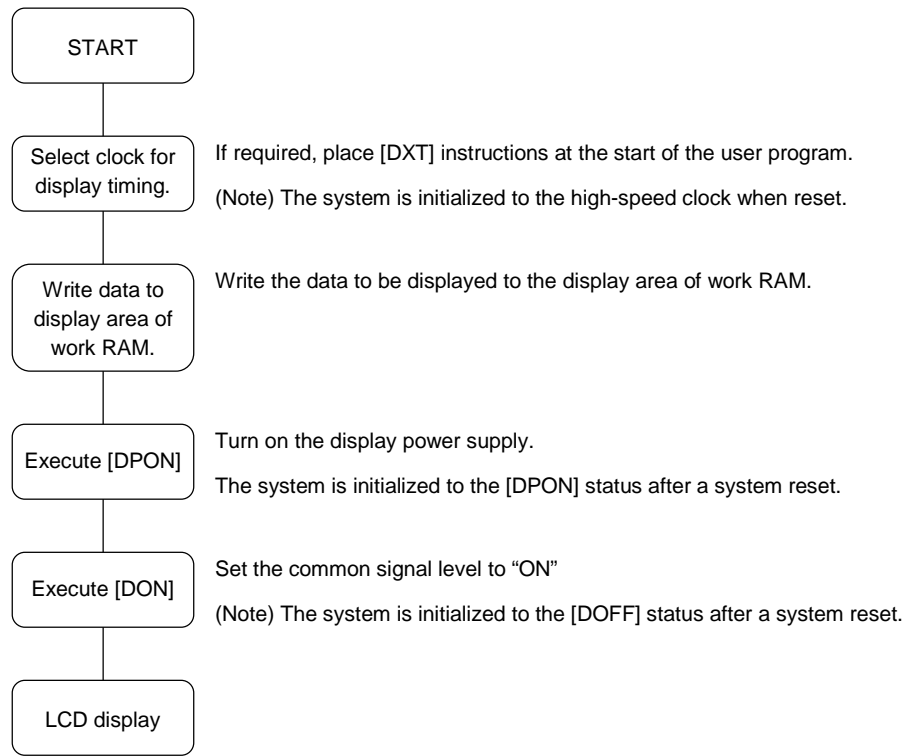 START
Select clock for
display timing.
If required, place [DXT] instructions at the start of the user program.
(Note) The system is initialized to the high-speed clock when reset.
Write data to
display area of
work RAM.
Write the data to be displayed to the display area of work RAM.
Execute [DPON]
Turn on the display power supply.
The system is initialized to the [DPON] status after a system reset.
Execute [DON]
Set the common signal level to “ON”
(Note) The system is initialized to the [DOFF] status after a system reset.
LCD display